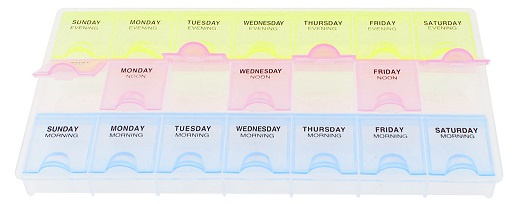 SUNDAY MONDAY TUESDAY WEDNESDAY THURSDAY FRIDAY SATURDAY
EVENING EVENING EVENING EVENING EVENING EVENING EVENING
MONDAY WEDNESDAY FRIDAY
NOON NOON NOON
SUNDAY MONDAY TUESDAY WEDNESDAY THURSDAY FRIDAY SATURDAY
MORNING MORNING MORNING MORNING MORNING MORNING MORNING